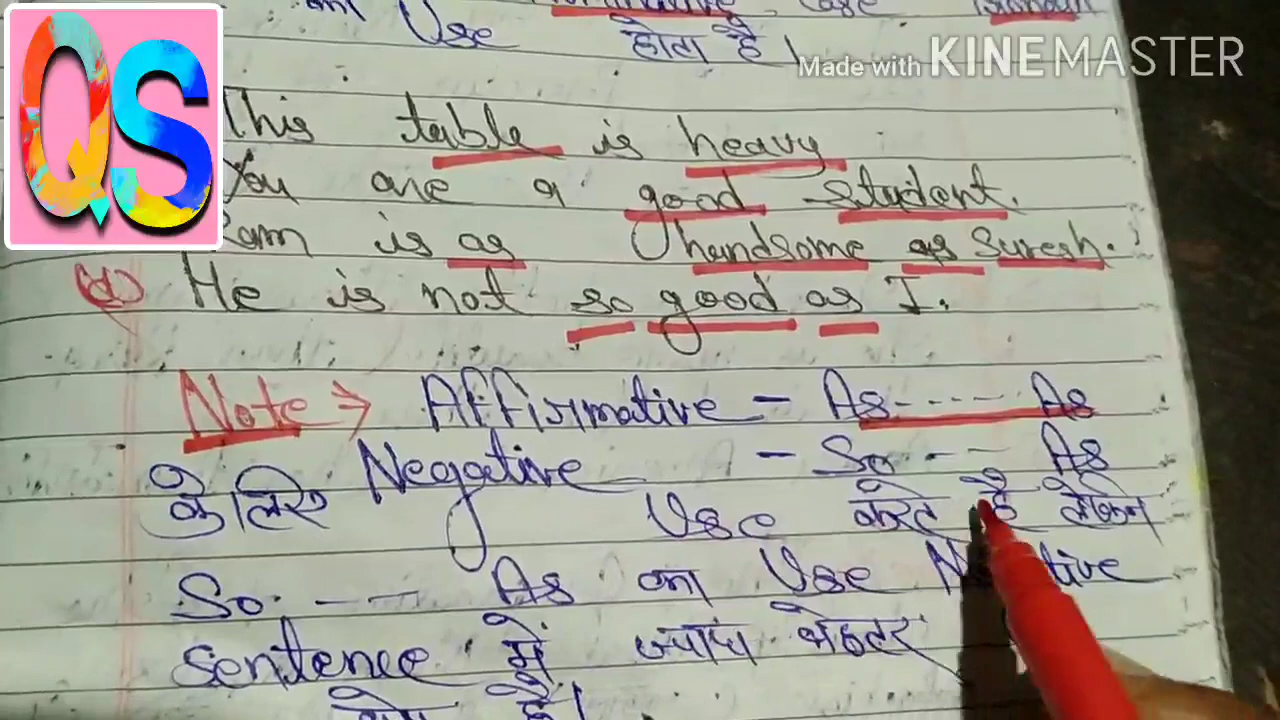 का Use होता है।
Made with KINEMASTER
QS
This table is heavy
You are a good student.
Ram is as handsome as Suresh.
(d) He is not so good as I.
Note → Affirmative - As---- As
Negative - So --- As
के लिए Use करते हैं लेकिन
So --- As का Use Negative
sentence में ज्यादा बेहतर
होता है।